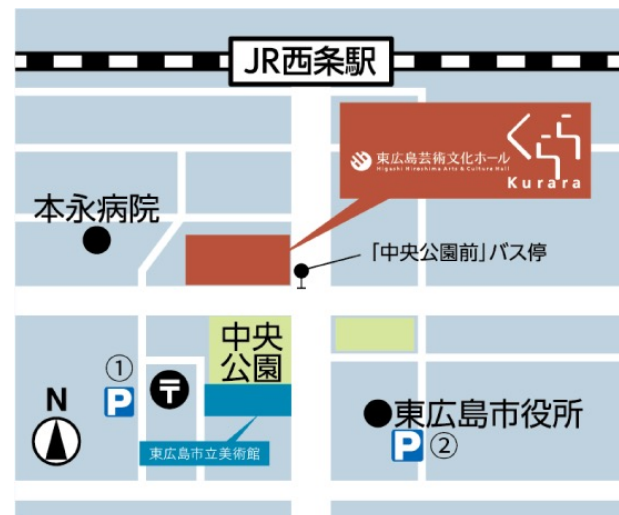 JR西条駅
東広島芸術文化ホール
Higashi Hiroshima Arts & Culture Hall
くらら
Kurara
本永病院
「中央公園前」バス停
中央
公園
①
P
〒
N
東広島市立美術館
東広島市役所
P ②